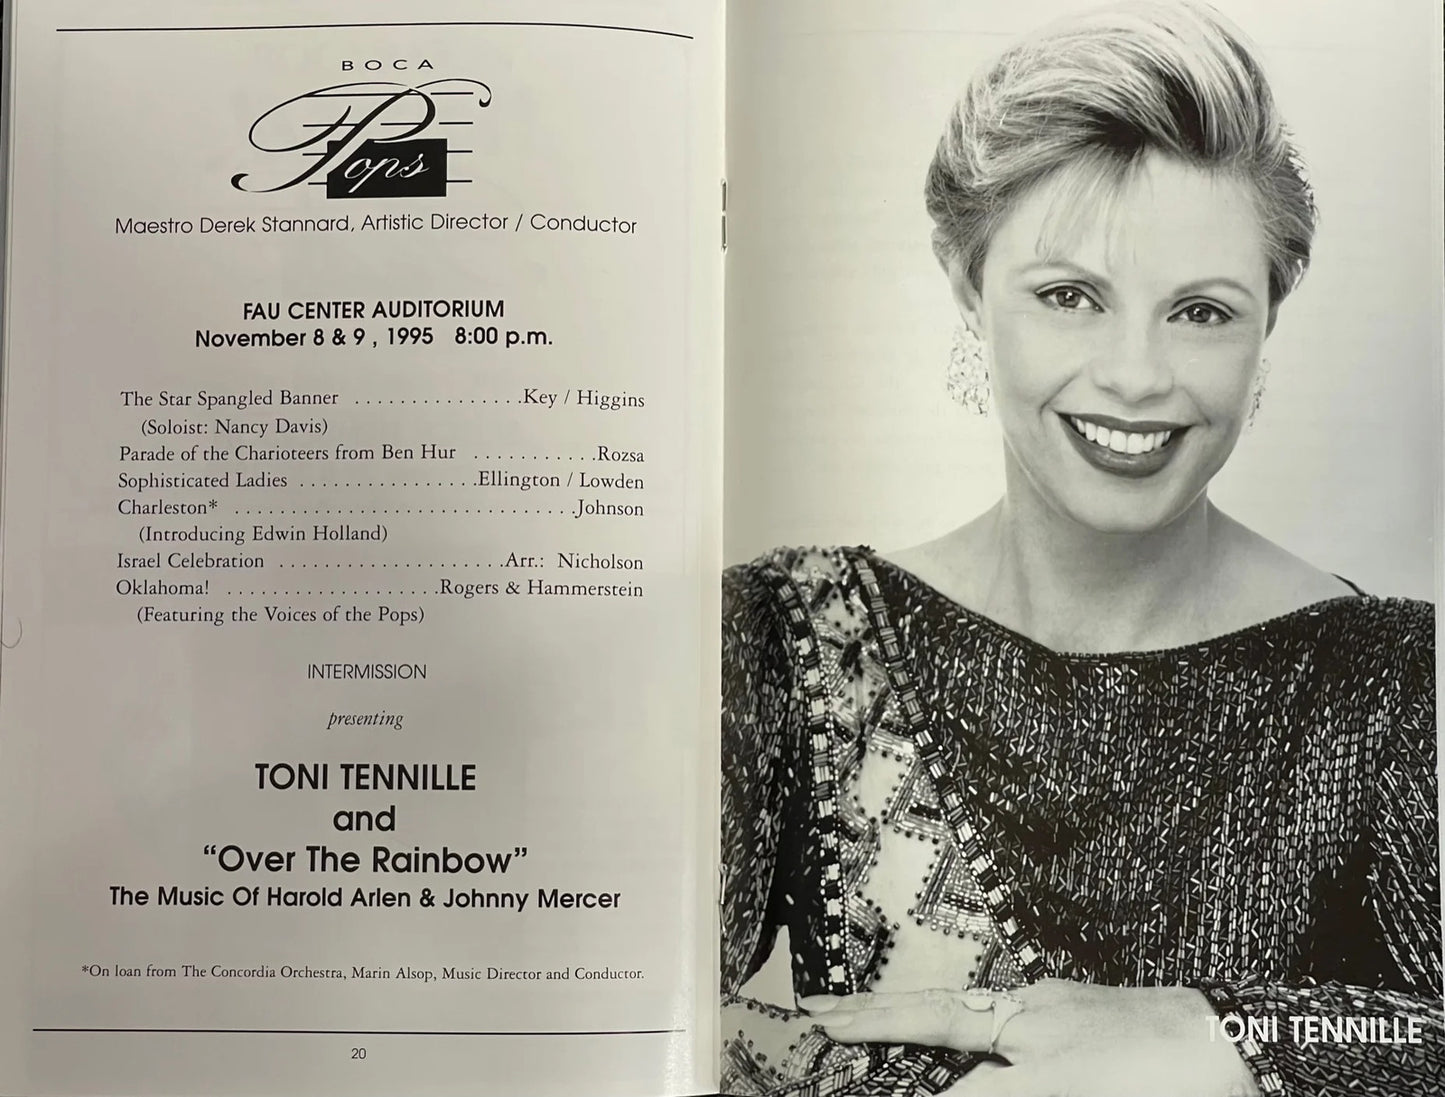 BOCA
Pops
Maestro Derek Stannard, Artistic Director / Conductor
FAU CENTER AUDITORIUM
November 8 & 9 , 1995 8:00 p.m.
The Star Spangled Banner . . . . . . . . . . . . . . .Key / Higgins
(Soloist: Nancy Davis)
Parade of the Charioteers from Ben Hur . . . . . . . . . . .Rozsa
Sophisticated Ladies . . . . . . . . . . . . . . . .Ellington / Lowden
Charleston* . . . . . . . . . . . . . . . . . . . . . . . . . . . . . .Johnson
(Introducing Edwin Holland)
Israel Celebration . . . . . . . . . . . . . . . . . . . .Arr.: Nicholson
Oklahoma! . . . . . . . . . . . . . . . . . . .Rogers & Hammerstein
(Featuring the Voices of the Pops)
INTERMISSION
presenting
TONI TENNILLE
and
“Over The Rainbow”
The Music Of Harold Arlen & Johnny Mercer
*On loan from The Concordia Orchestra, Marin Alsop, Music Director and Conductor.
20
TONI TENNILLE